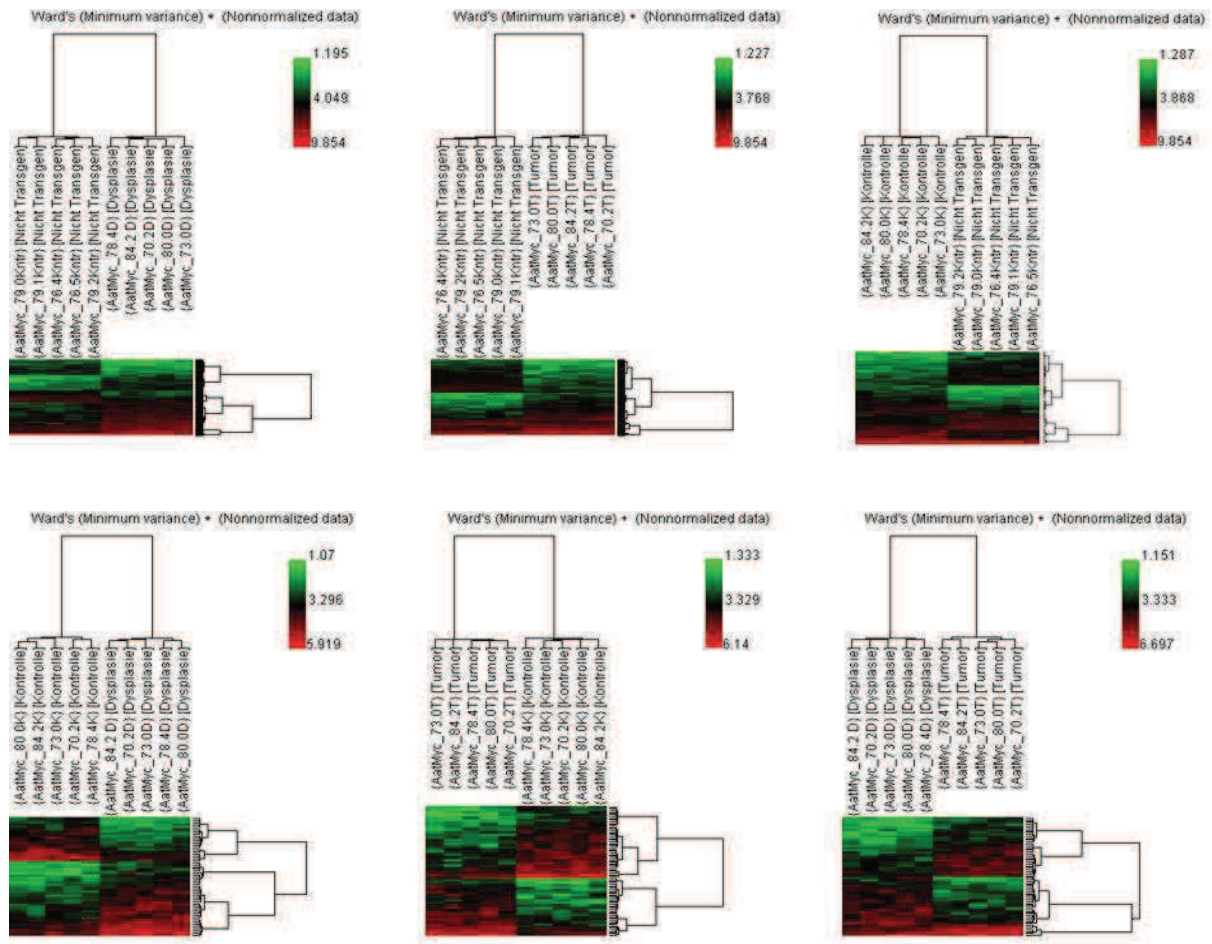 Ward's (Minimum variance) * (Nonnormalized data)
1.195
4.049
9.854
{AatMyc_79.0Kntr} [Nicht Transgen]
{AatMyc_79.1Kntr} [Nicht Transgen]
{AatMyc_76.4Kntr} [Nicht Transgen]
{AatMyc_76.5Kntr} [Nicht Transgen]
{AatMyc_79.2Kntr} [Nicht Transgen]
{AatMyc_78.4D} [Dysplasie]
{AatMyc_84.2 D} [Dysplasie]
{AatMyc_70.2D} [Dysplasie]
{AatMyc_80.0D} [Dysplasie]
{AatMyc_73.0D} [Dysplasie]
Ward's (Minimum variance) * (Nonnormalized data)
1.227
3.768
9.854
{AatMyc_76.4Kntr} [Nicht Transgen]
{AatMyc_79.2Kntr} [Nicht Transgen]
{AatMyc_76.5Kntr} [Nicht Transgen]
{AatMyc_79.0Kntr} [Nicht Transgen]
{AatMyc_79.1Kntr} [Nicht Transgen]
{AatMyc_73.0T} [Tumor]
{AatMyc_80.0T} [Tumor]
{AatMyc_84.2T} [Tumor]
{AatMyc_78.4T} [Tumor]
{AatMyc_70.2T} [Tumor]
Ward's (Minimum variance) * (Nonnormalized data)
1.287
3.868
9.854
{AatMyc_84.2K} [Kontrolle]
{AatMyc_80.0K} [Kontrolle]
{AatMyc_78.4K} [Kontrolle]
{AatMyc_70.2K} [Kontrolle]
{AatMyc_73.0K} [Kontrolle]
{AatMyc_79.2Kntr} [Nicht Transgen]
{AatMyc_79.0Kntr} [Nicht Transgen]
{AatMyc_76.4Kntr} [Nicht Transgen]
{AatMyc_79.1Kntr} [Nicht Transgen]
{AatMyc_76.5Kntr} [Nicht Transgen]
Ward's (Minimum variance) * (Nonnormalized data)
1.07
3.296
5.919
{AatMyc_80.0K} [Kontrolle]
{AatMyc_84.2K} [Kontrolle]
{AatMyc_73.0K} [Kontrolle]
{AatMyc_70.2K} [Kontrolle]
{AatMyc_78.4K} [Kontrolle]
{AatMyc_84.2 D} [Dysplasie]
{AatMyc_70.2D} [Dysplasie]
{AatMyc_73.0D} [Dysplasie]
{AatMyc_78.4D} [Dysplasie]
{AatMyc_80.0D} [Dysplasie]
Ward's (Minimum variance) * (Nonnormalized data)
1.333
3.329
6.14
{AatMyc_73.0T} [Tumor]
{AatMyc_84.2T} [Tumor]
{AatMyc_78.4T} [Tumor]
{AatMyc_80.0T} [Tumor]
{AatMyc_70.2T} [Tumor]
{AatMyc_78.4K} [Kontrolle]
{AatMyc_73.0K} [Kontrolle]
{AatMyc_70.2K} [Kontrolle]
{AatMyc_80.0K} [Kontrolle]
{AatMyc_84.2K} [Kontrolle]
Ward's (Minimum variance) * (Nonnormalized data)
1.151
3.333
6.697
{AatMyc_84.2 D} [Dysplasie]
{AatMyc_70.2D} [Dysplasie]
{AatMyc_73.0D} [Dysplasie]
{AatMyc_80.0D} [Dysplasie]
{AatMyc_78.4D} [Dysplasie]
{AatMyc_78.4T} [Tumor]
{AatMyc_84.2T} [Tumor]
{AatMyc_73.0T} [Tumor]
{AatMyc_80.0T} [Tumor]
{AatMyc_70.2T} [Tumor]